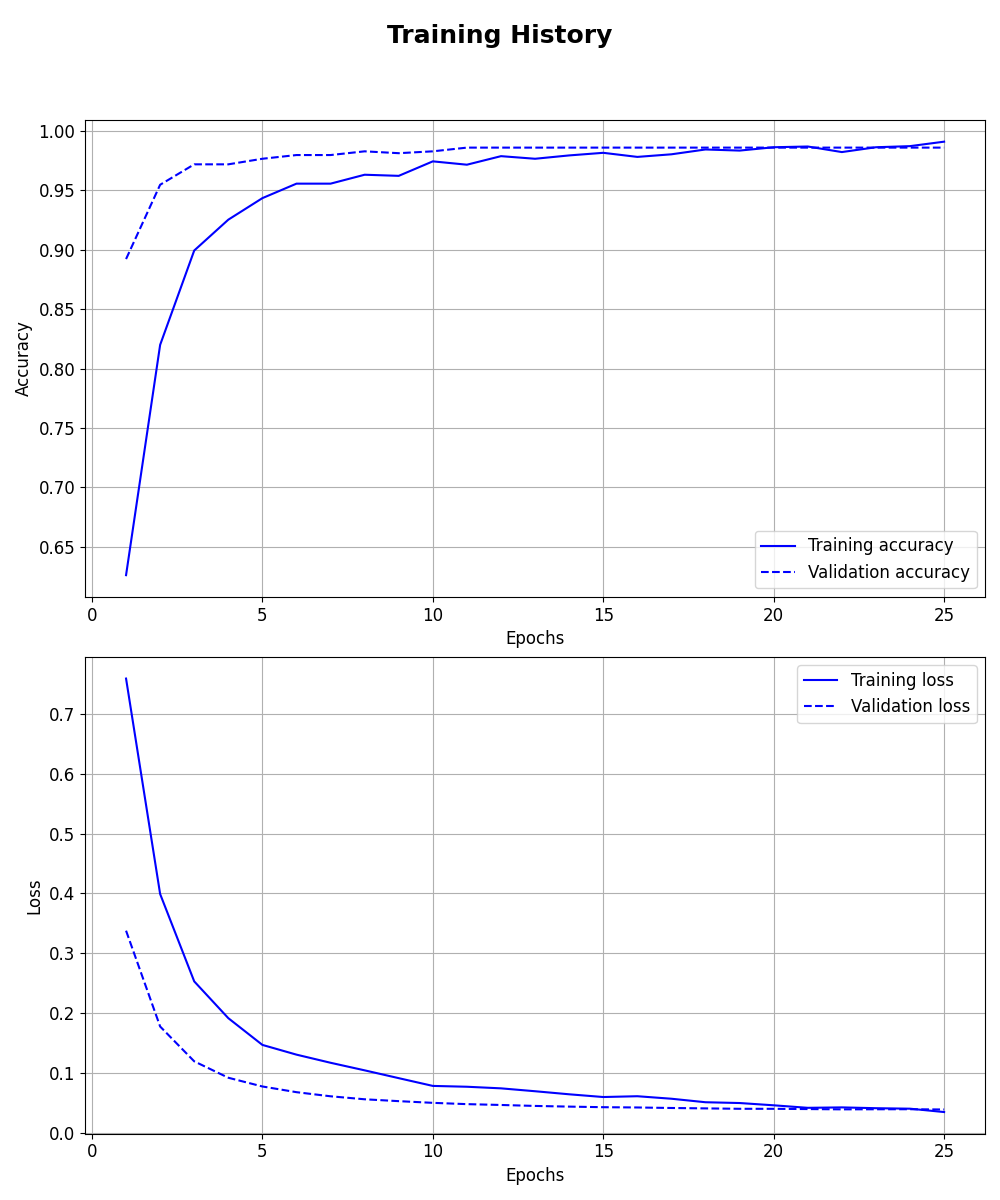 Training History
1.00
0.95
0.90
0.85
0.80
0.75
0.70
0.65
Accuracy
Training accuracy
Validation accuracy
0 5 10 15 20 25
Epochs
Training loss
Validation loss
0.7
0.6
0.5
0.4
0.3
0.2
0.1
0.0
Loss
0 5 10 15 20 25
Epochs